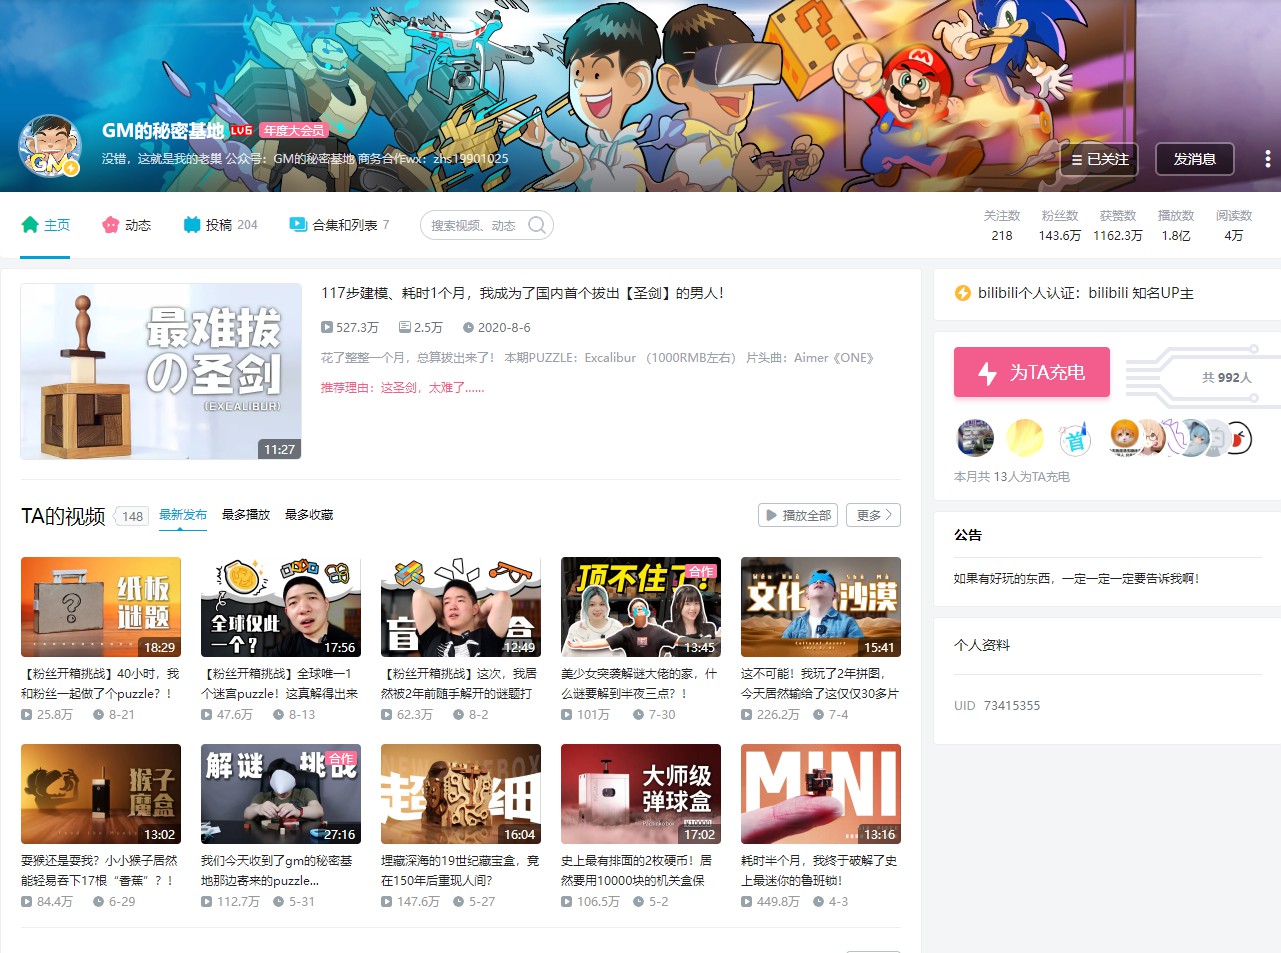 GM的秘密基地 LV6 年度大会员
没错，这就是我的老巢 公众号：GM的秘密基地 商务合作wx：zhs19901025
已关注
发消息
主页
动态
投稿 204
合集和列表 7
搜索视频、动态
关注数 粉丝数 获赞数 播放数 阅读数
218 143.6万 1162.3万 1.8亿 4万
最难拔
の圣剑
(EXCALIBUR)
11:27
117步建模、耗时1个月，我成为了国内首个拔出【圣剑】的男人！
527.3万 2.5万 2020-8-6
花了整整一个月，总算拔出来了！ 本期PUZZLE：Excalibur （1000RMB左右） 片头曲：Aimer《ONE》
推荐理由：这圣剑，太难了......
TA的视频 148 最新发布 最多播放 最多收藏
播放全部
更多
纸板
谜题
18:29
【粉丝开箱挑战】40小时，我
和粉丝一起做了个puzzle？！
25.8万 8-21
全球仅此
一个？
17:56
【粉丝开箱挑战】全球唯一1
个迷宫puzzle！这真解得出来
47.6万 8-13
盲 盒
12:49
【粉丝开箱挑战】这次，我居
然被2年前随手解开的谜题打
62.3万 8-2
顶不住了！
合作
13:45
美少女突袭解谜大佬的家，什
么谜要解到半夜三点？！
101万 7-30
文化沙漠
15:41
这不可能！我玩了2年拼图，
今天居然输给了这仅仅30多片
226.2万 7-4
猴子
魔盒
13:02
耍猴还是耍我？小小猴子居然
能轻易吞下17根“香蕉”？！
84.4万 6-29
解谜挑战
合作
27:16
我们今天收到了gm的秘密基
地那边寄来的puzzle...
112.7万 5-31
超 细
16:04
埋藏深海的19世纪藏宝盒，竟
在150年后重现人间？
147.6万 5-27
大师级
弹球盒
17:02
史上最有排面的2枚硬币！居
然要用10000块的机关盒保
106.5万 5-2
MINI
13:16
耗时半个月，我终于破解了史
上最迷你的鲁班锁！
449.8万 4-3
bilibili个人认证：bilibili 知名UP主
为TA充电
共 992人
首
本月共 13人为TA充电
公告
如果有好玩的东西，一定一定一定要告诉我啊！
个人资料
UID 73415355